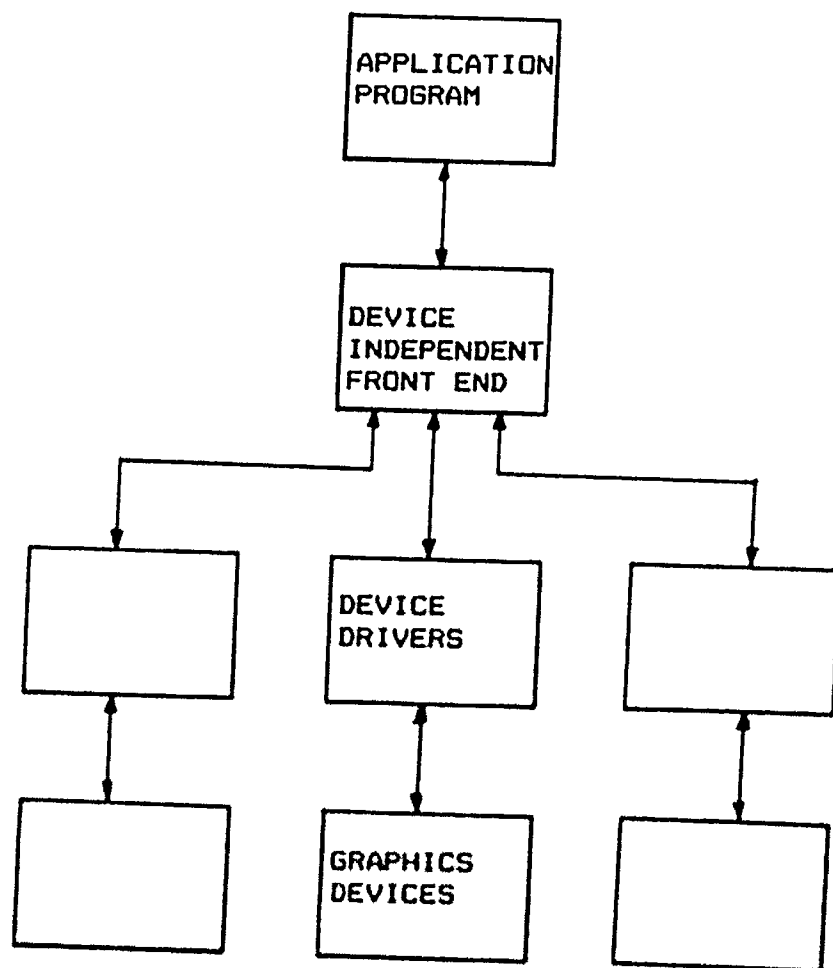 APPLICATION
PROGRAM
DEVICE
INDEPENDENT
FRONT END
DEVICE
DRIVERS
GRAPHICS
DEVICES